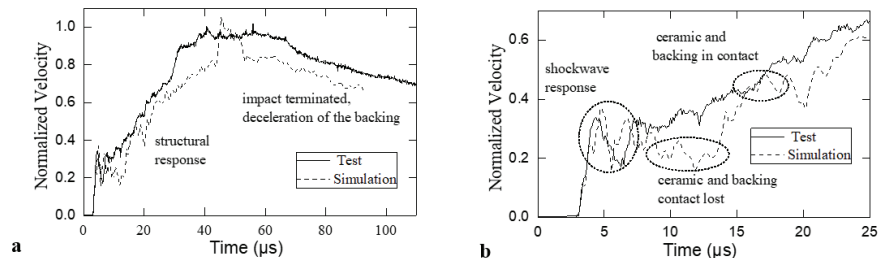 1.0
0.8
0.6
0.4
0.2
0.0
Normalized Velocity
impact terminated,
deceleration of the backing
structural
response
Test
Simulation
0 20 40 60 80 100
Time (µs)
a
0.6
0.4
0.2
0.0
Normalized Velocity
ceramic and
backing in contact
shockwave
response
Test
Simulation
ceramic and backing
contact lost
0 5 10 15 20 25
Time (µs)
b